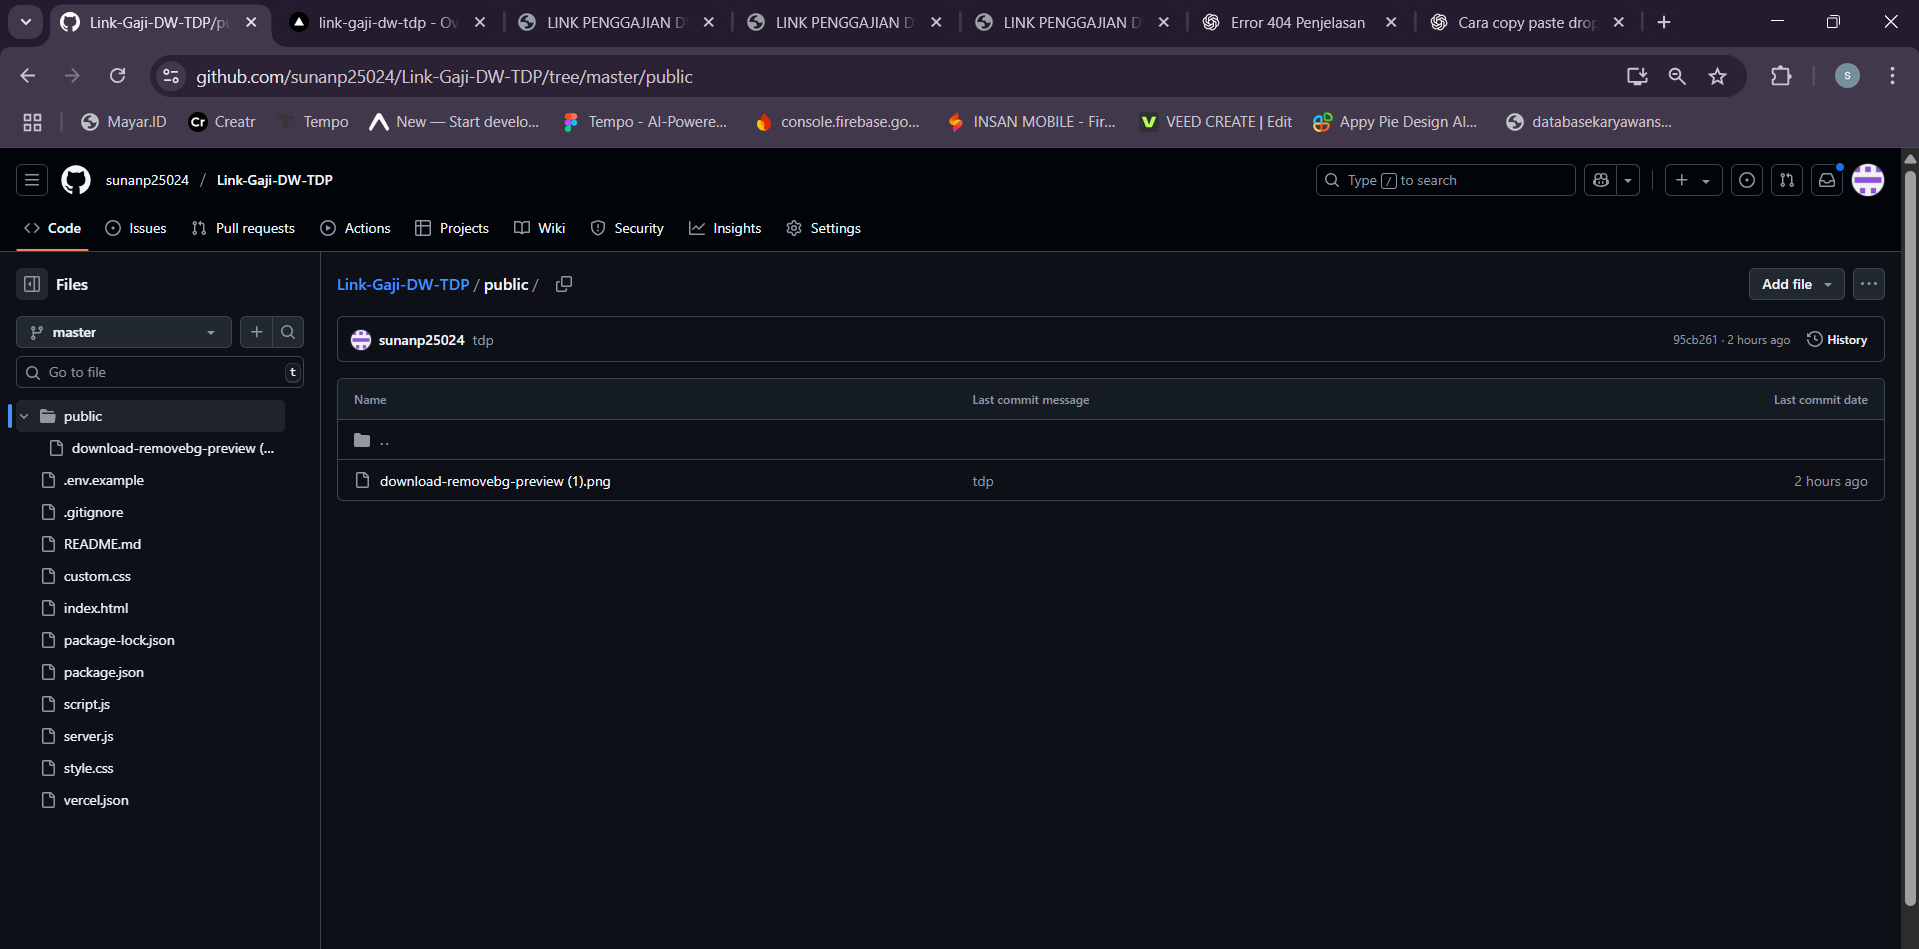 Link-Gaji-DW-TDP/pu
link-gaji-dw-tdp - Ov
LINK PENGGAJIAN D
LINK PENGGAJIAN D
LINK PENGGAJIAN D
Error 404 Penjelasan
Cara copy paste drop
github.com/sunanp25024/Link-Gaji-DW-TDP/tree/master/public
S
Mayar.ID
Cr Creatr
Tempo
New — Start develo...
Tempo - AI-Powere...
console.firebase.go...
INSAN MOBILE - Fir...
VEED CREATE | Edit
Appy Pie Design AI...
databasekaryawans...
sunanp25024 / Link-Gaji-DW-TDP
Type / to search
Code
Issues
Pull requests
Actions
Projects
Wiki
Security
Insights
Settings
Files
master
Go to file
t
public
download-removebg-preview (...
.env.example
.gitignore
README.md
custom.css
index.html
package-lock.json
package.json
script.js
server.js
style.css
vercel.json
Link-Gaji-DW-TDP / public /
Add file
sunanp25024 tdp
95cb261 · 2 hours ago
History
Name Last commit message Last commit date
..
download-removebg-preview (1).png tdp 2 hours ago